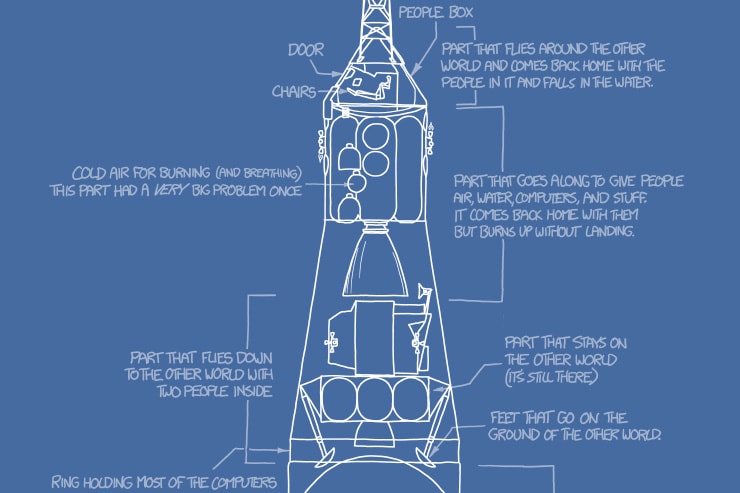 PEOPLE BOX
DOOR
CHAIRS
PART THAT FLIES AROUND THE OTHER
WORLD AND COMES BACK HOME WITH THE
PEOPLE IN IT AND FALLS IN THE WATER.
COLD AIR FOR BURNING (AND BREATHING)
THIS PART HAD A VERY BIG PROBLEM ONCE
PART THAT GOES ALONG TO GIVE PEOPLE
AIR, WATER, COMPUTERS, AND STUFF.
IT COMES BACK HOME WITH THEM
BUT BURNS UP WITHOUT LANDING.
PART THAT FLIES DOWN
TO THE OTHER WORLD WITH
TWO PEOPLE INSIDE
PART THAT STAYS ON
THE OTHER WORLD
(IT'S STILL THERE)
FEET THAT GO ON THE
GROUND OF THE OTHER WORLD.
RING HOLDING MOST OF THE COMPUTERS